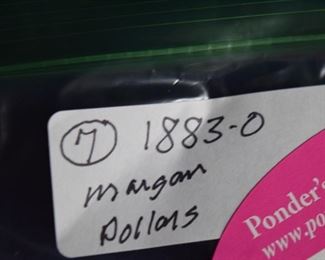 7 1883-O
Morgan
Dollars
Ponder's
www.po